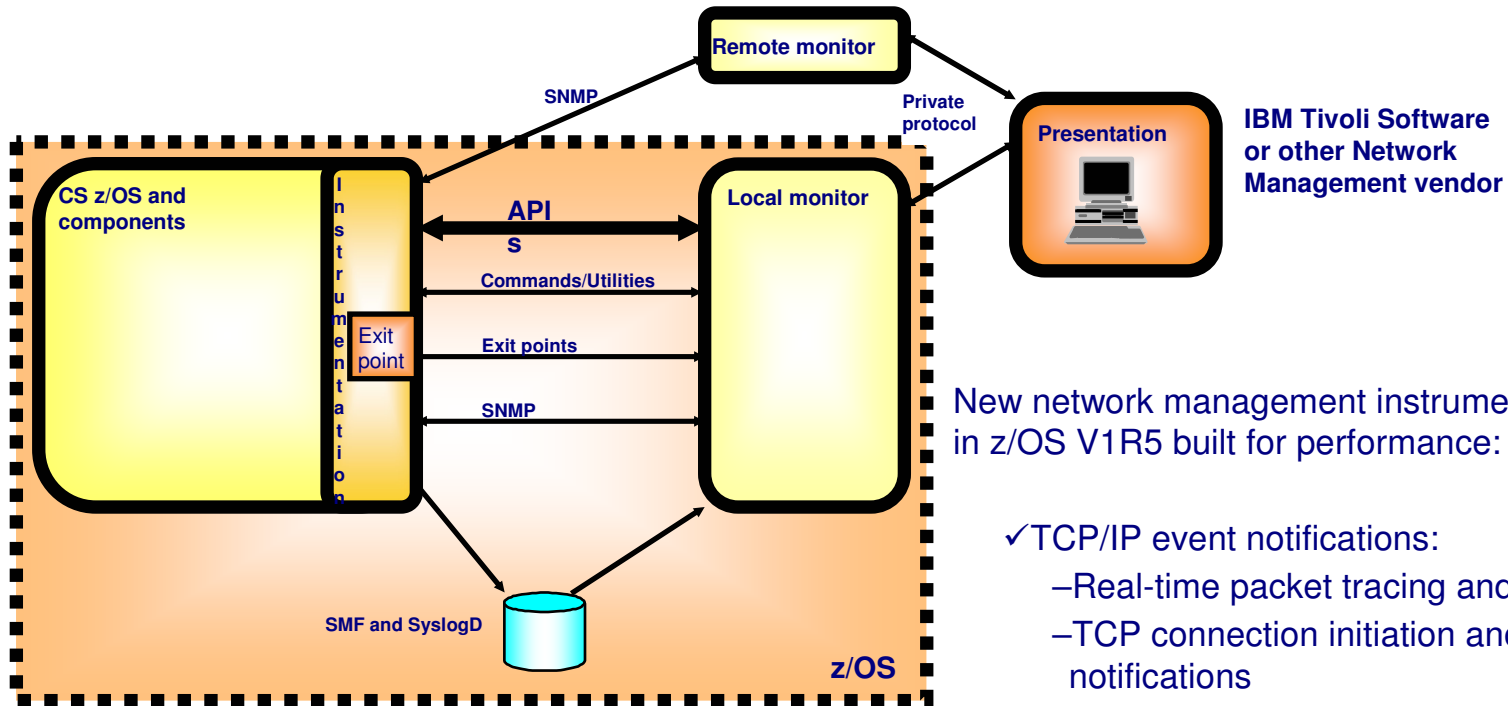 Remote monitor
SNMP
Private
protocol
Presentation
IBM Tivoli Software
or other Network
Management vendor
CS z/OS and
components
Instrumentation
Exit
point
API
s
Commands/Utilities
Exit points
SNMP
Local monitor
SMF and SyslogD
z/OS
New network management instrume
in z/OS V1R5 built for performance:
✓TCP/IP event notifications:
–Real-time packet tracing and
–TCP connection initiation and
notifications